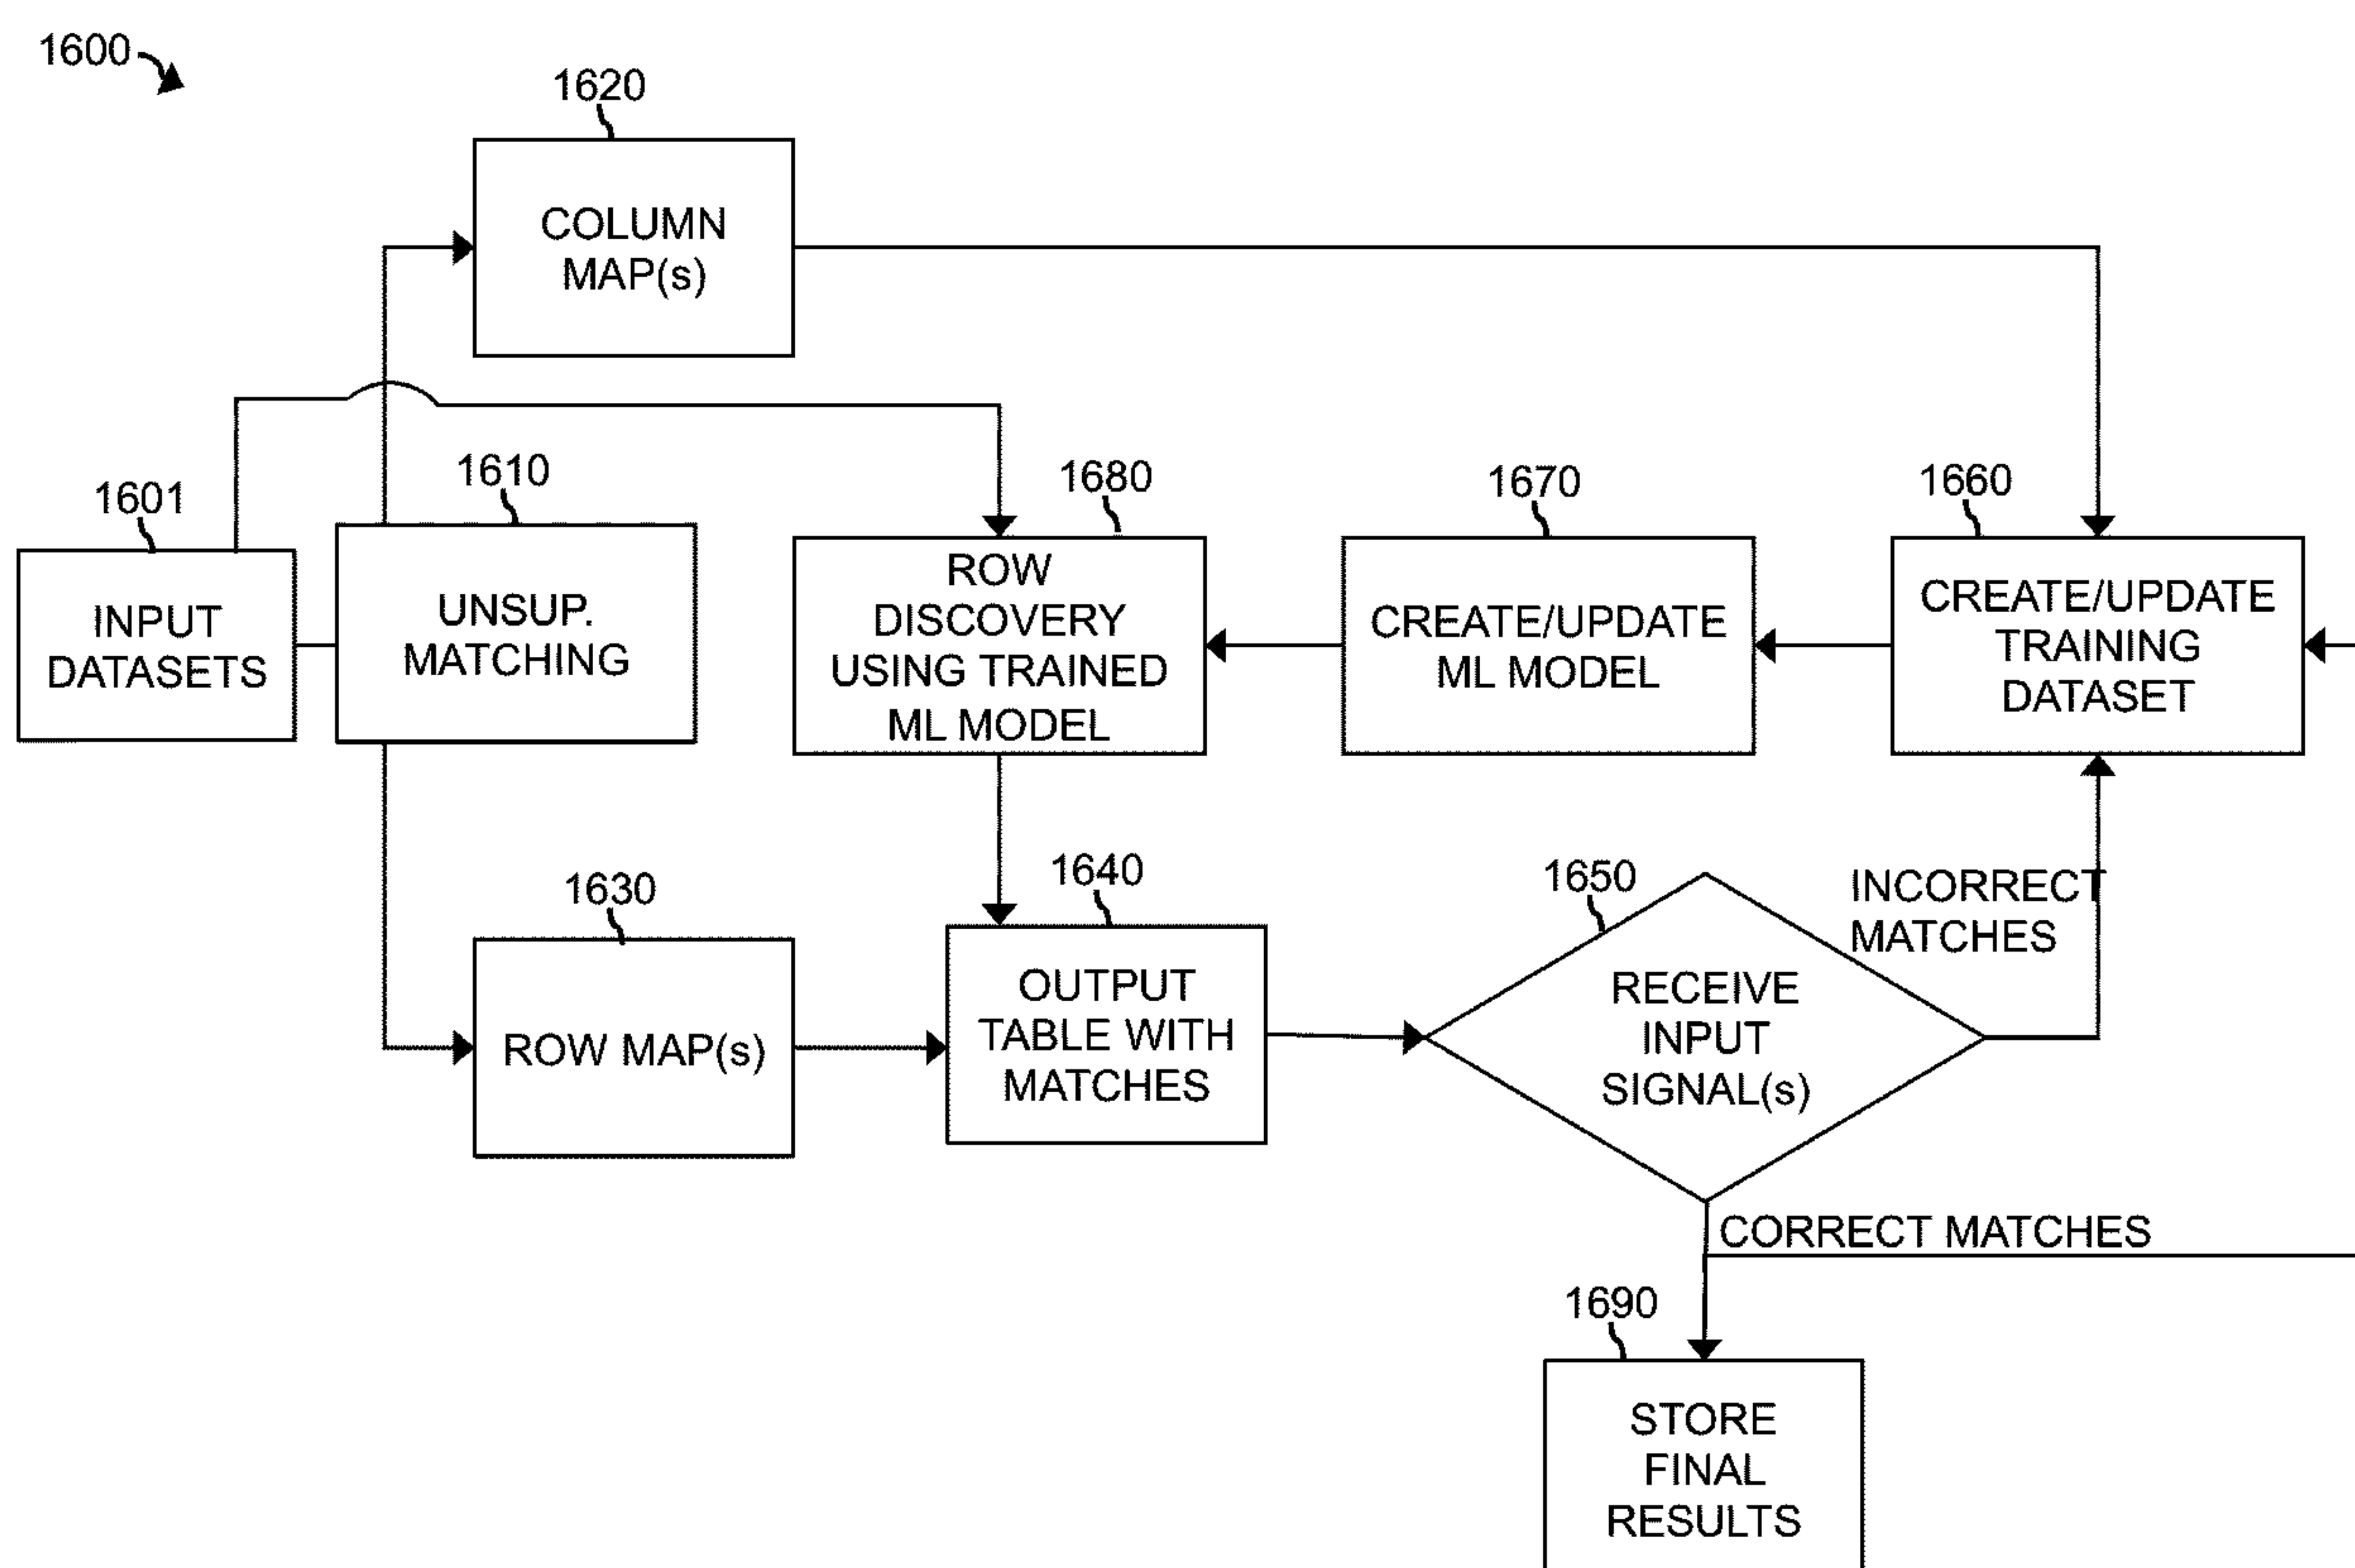 1600
1620
COLUMN
MAP(s)
1601
INPUT
DATASETS
1610
UNSUP.
MATCHING
1680
ROW
DISCOVERY
USING TRAINED
ML MODEL
1670
CREATE/UPDATE
ML MODEL
1660
CREATE/UPDATE
TRAINING
DATASET
1630
ROW MAP(s)
1640
OUTPUT
TABLE WITH
MATCHES
1650
RECEIVE
INPUT
SIGNAL(s)
INCORRECT
MATCHES
CORRECT MATCHES
1690
STORE
FINAL
RESULTS